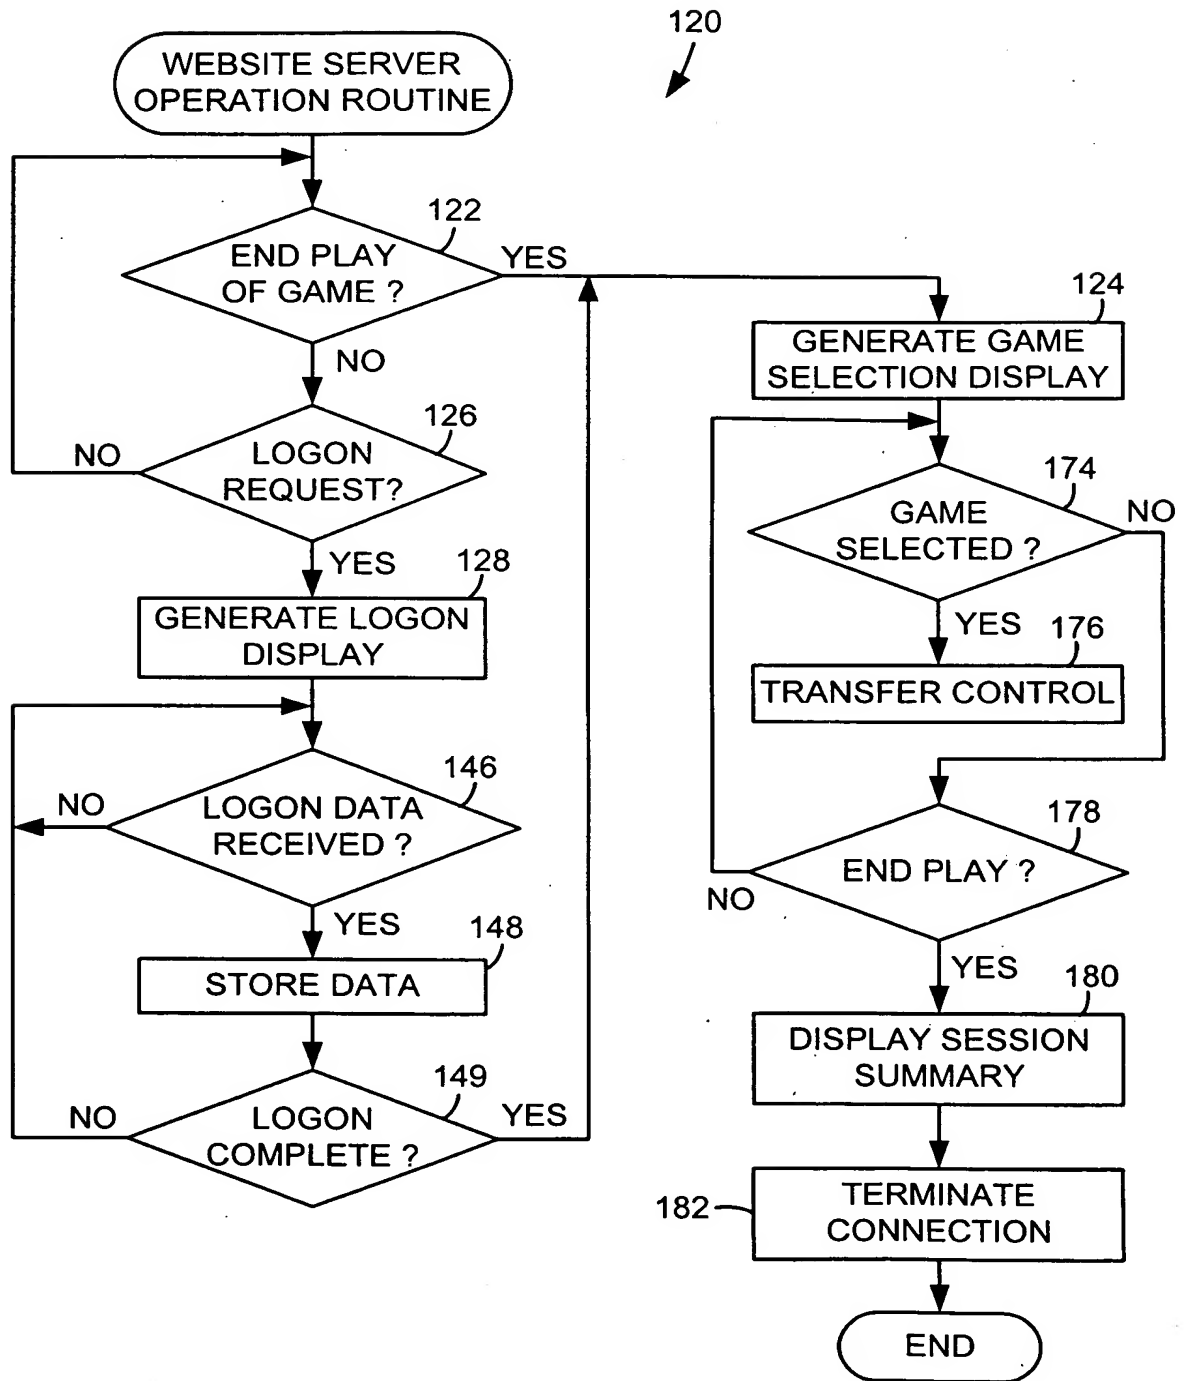 120
WEBSITE SERVER
OPERATION ROUTINE
122
END PLAY
OF GAME ?
YES
NO
126
LOGON
REQUEST?
NO
YES
128
GENERATE LOGON
DISPLAY
146
LOGON DATA
RECEIVED ?
NO
YES
148
STORE DATA
149
LOGON
COMPLETE ?
NO
YES
124
GENERATE GAME
SELECTION DISPLAY
174
GAME
SELECTED ?
NO
YES
176
TRANSFER CONTROL
178
END PLAY ?
NO
YES
180
DISPLAY SESSION
SUMMARY
182
TERMINATE
CONNECTION
END